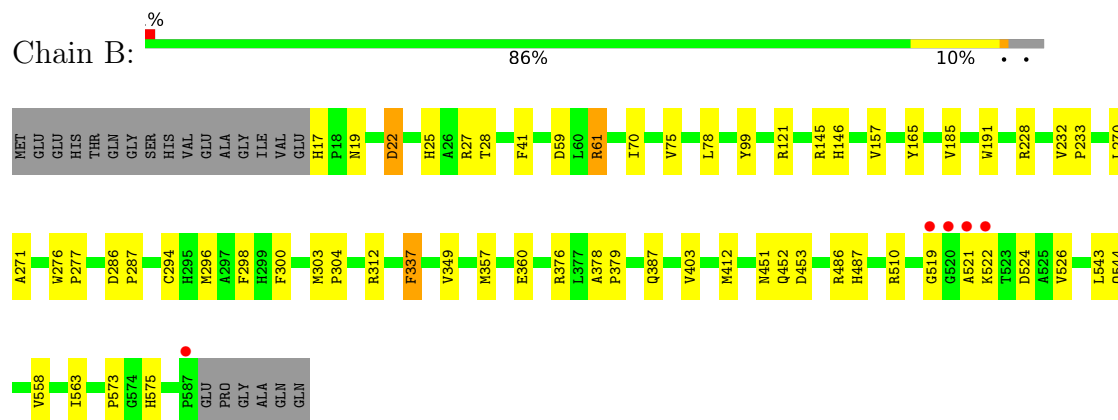 .%
Chain B:
86% 10% • •
MET GLU GLU HIS THR GLN GLY SER HIS VAL GLU ALA GLY ILE VAL GLU H17 P18 N19 D22 H25 A26 R27 T28 F41 D59 L60 R61 I70 V75 L78 Y99 R121 R145 H146 V157 Y165 V185 W191 R228 V232 P233 L270
A271 W276 P277 D286 P287 C294 H295 M296 A297 F298 H299 F300 M303 P304 R312 F337 V349 M357 E360 R376 L377 A378 P379 Q387 V403 M412 N451 Q452 D453 R486 H487 R510 G519 G520 A521 K522 T523 D524 A525 V526 L543 Q544
V558 I563 P573 G574 H575 P587 GLU PRO GLY ALA GLN GLN